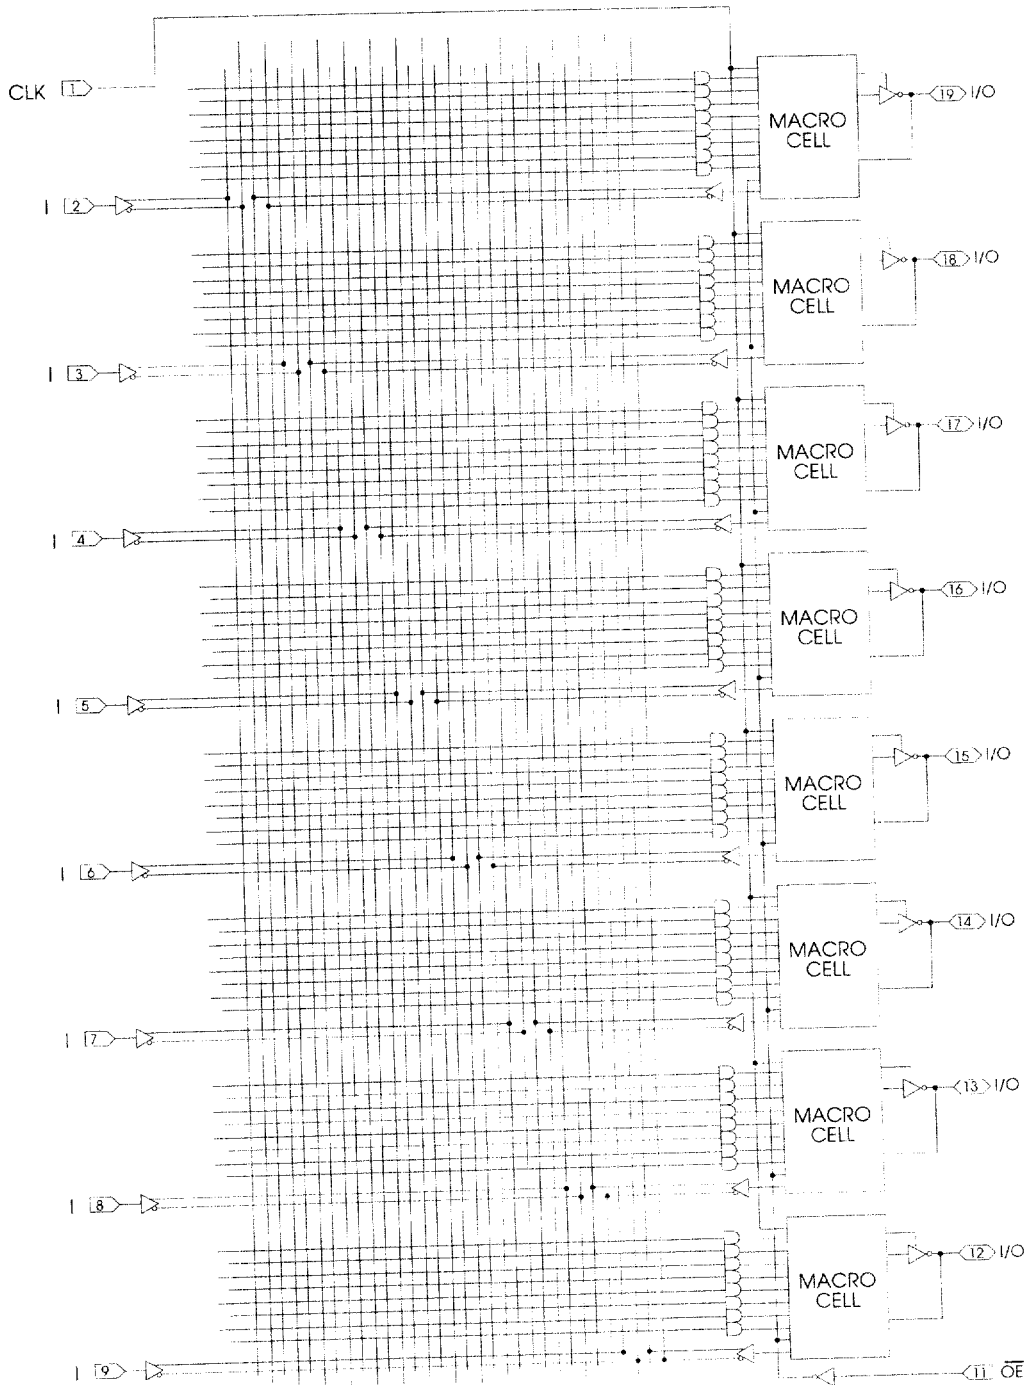 CLK 1
MACRO
CELL
19 I/O
I 2
MACRO
CELL
18 I/O
I 3
MACRO
CELL
17 I/O
I 4
MACRO
CELL
16 I/O
I 5
MACRO
CELL
15 I/O
I 6
MACRO
CELL
14 I/O
I 7
MACRO
CELL
13 I/O
I 8
MACRO
CELL
12 I/O
I 9
11 OE